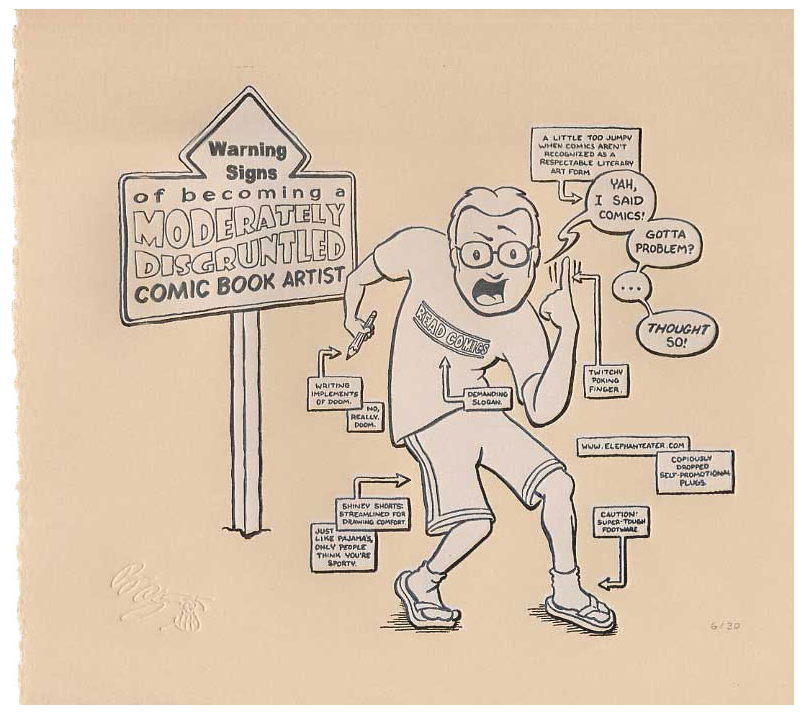 Warning
Signs
of becoming a
MODERATELY
DISGRUNTLED
COMIC BOOK ARTIST
A LITTLE TOO JUMPY
WHEN COMICS AREN'T
RECOGNIZED AS A
RESPECTABLE LITERARY
ART FORM
YAH,
I SAID
COMICS!
GOTTA
PROBLEM?
...
THOUGHT
SO!
READ COMICS
TWITCHY
POKING
FINGER.
WRITING
IMPLEMENTS
OF DOOM.
NO,
REALLY.
DOOM.
DEMANDING
SLOGAN.
WWW.ELEPHANTEATER.COM
COPIOUSLY
DROPPED
SELF-PROMOTIONAL
PLUGS.
SHINEY SHORTS:
STREAMLINED FOR
DRAWING COMFORT.
JUST
LIKE PAJAMAS,
ONLY PEOPLE
THINK YOU'RE
SPORTY.
CAUTION:
SUPER-TOUGH
FOOTWARE.
6/30